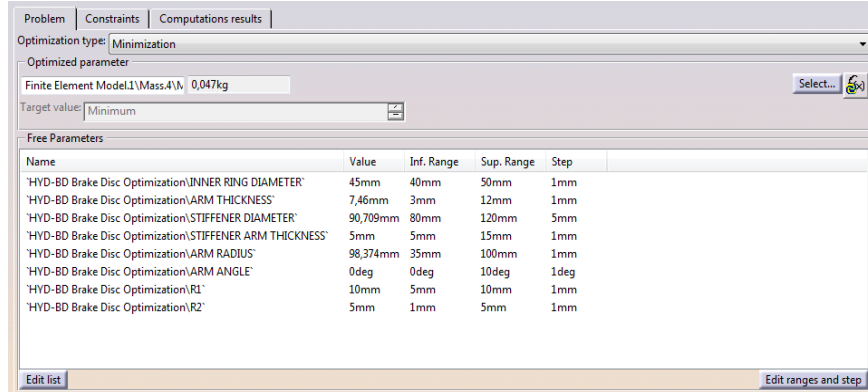 Problem Constraints Computations results
Optimization type: Minimization
Optimized parameter
Finite Element Model.1\Mass.4\M 0,047kg Select... f(x)
Target value: Minimum
Free Parameters
Name Value Inf. Range Sup. Range Step
`HYD-BD Brake Disc Optimization\INNER RING DIAMETER` 45mm 40mm 50mm 1mm
`HYD-BD Brake Disc Optimization\ARM THICKNESS` 7,46mm 3mm 12mm 1mm
`HYD-BD Brake Disc Optimization\STIFFENER DIAMETER` 90,709mm 80mm 120mm 5mm
`HYD-BD Brake Disc Optimization\STIFFENER ARM THICKNESS` 5mm 5mm 15mm 1mm
`HYD-BD Brake Disc Optimization\ARM RADIUS` 98,374mm 35mm 100mm 1mm
`HYD-BD Brake Disc Optimization\ARM ANGLE` 0deg 0deg 10deg 1deg
`HYD-BD Brake Disc Optimization\R1` 10mm 5mm 10mm 1mm
`HYD-BD Brake Disc Optimization\R2` 5mm 1mm 5mm 1mm
Edit list Edit ranges and step